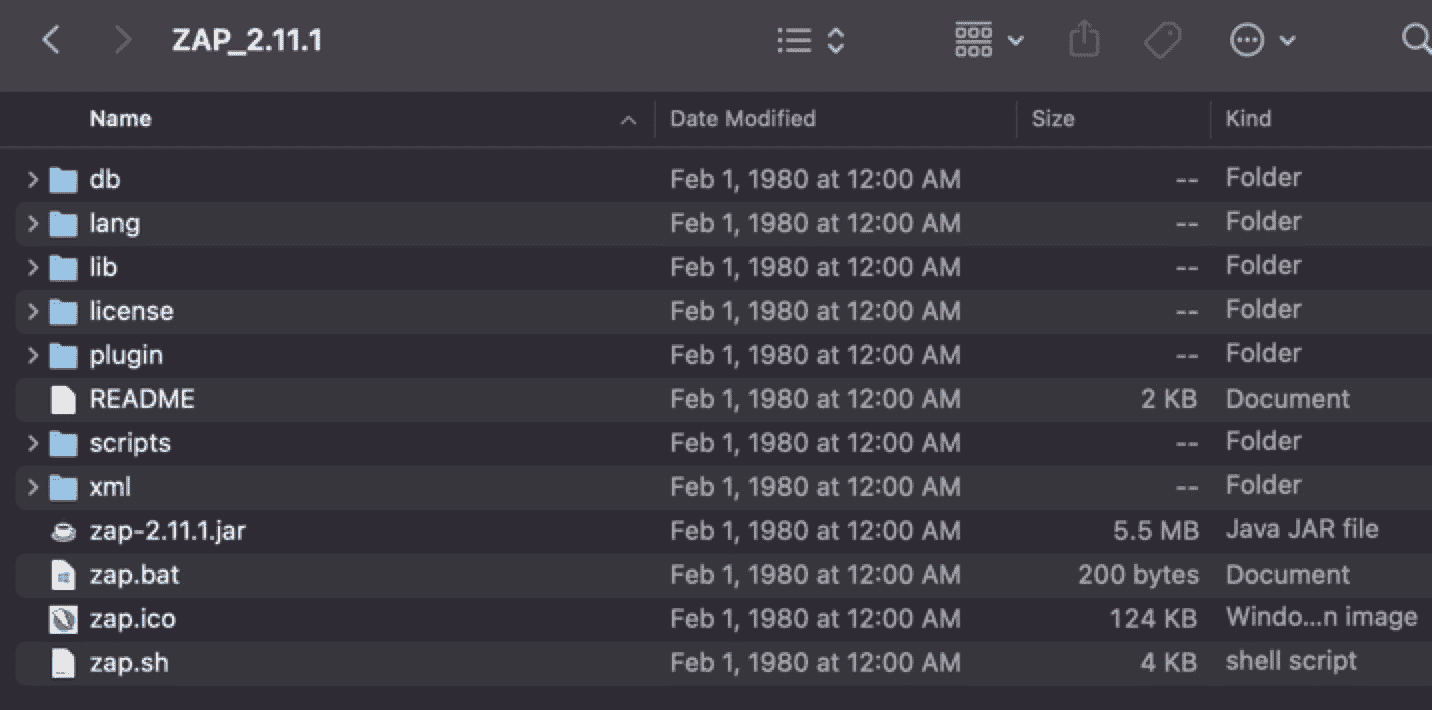 ZAP_2.11.1
Name Date Modified Size Kind
db Feb 1, 1980 at 12:00 AM -- Folder
lang Feb 1, 1980 at 12:00 AM -- Folder
lib Feb 1, 1980 at 12:00 AM -- Folder
license Feb 1, 1980 at 12:00 AM -- Folder
plugin Feb 1, 1980 at 12:00 AM -- Folder
README Feb 1, 1980 at 12:00 AM 2 KB Document
scripts Feb 1, 1980 at 12:00 AM -- Folder
xml Feb 1, 1980 at 12:00 AM -- Folder
zap-2.11.1.jar Feb 1, 1980 at 12:00 AM 5.5 MB Java JAR file
zap.bat Feb 1, 1980 at 12:00 AM 200 bytes Document
zap.ico Feb 1, 1980 at 12:00 AM 124 KB Windo...n image
zap.sh Feb 1, 1980 at 12:00 AM 4 KB shell script